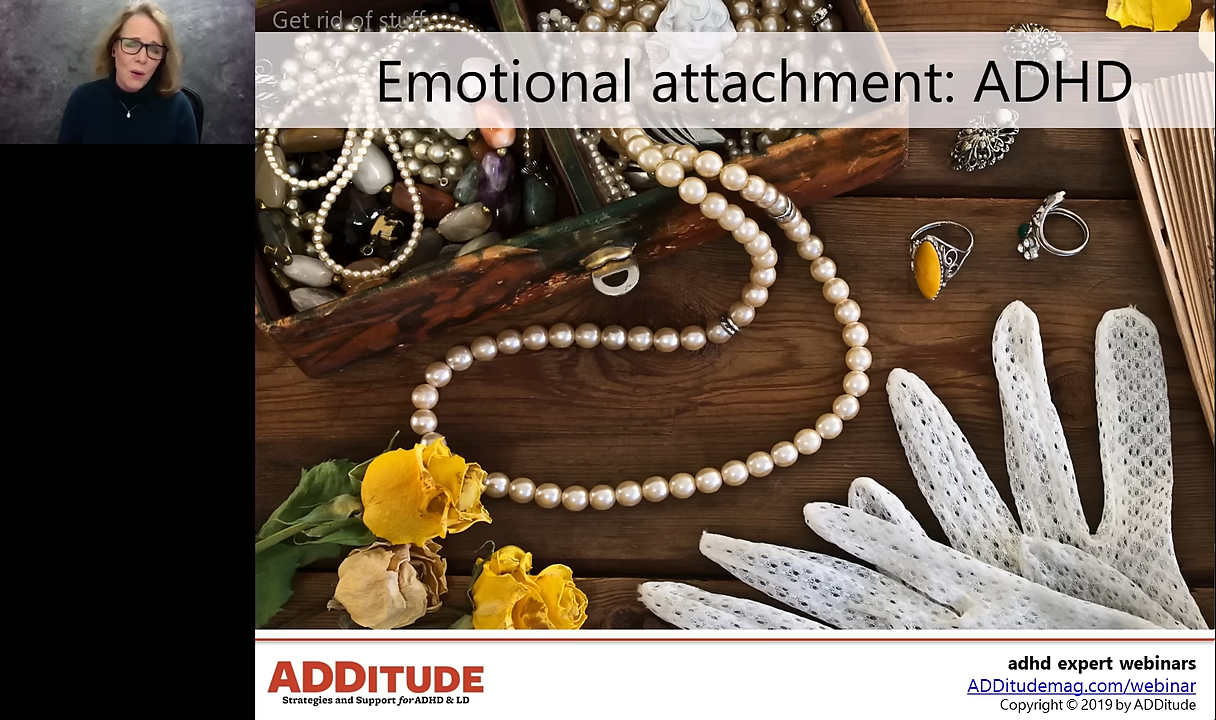 Get rid of stuff
Emotional attachment: ADHD
ADDITUDE
Strategies and Support for ADHD & LD
adhd expert webinars
ADDitudemag.com/webinar
Copyright © 2019 by ADDitude